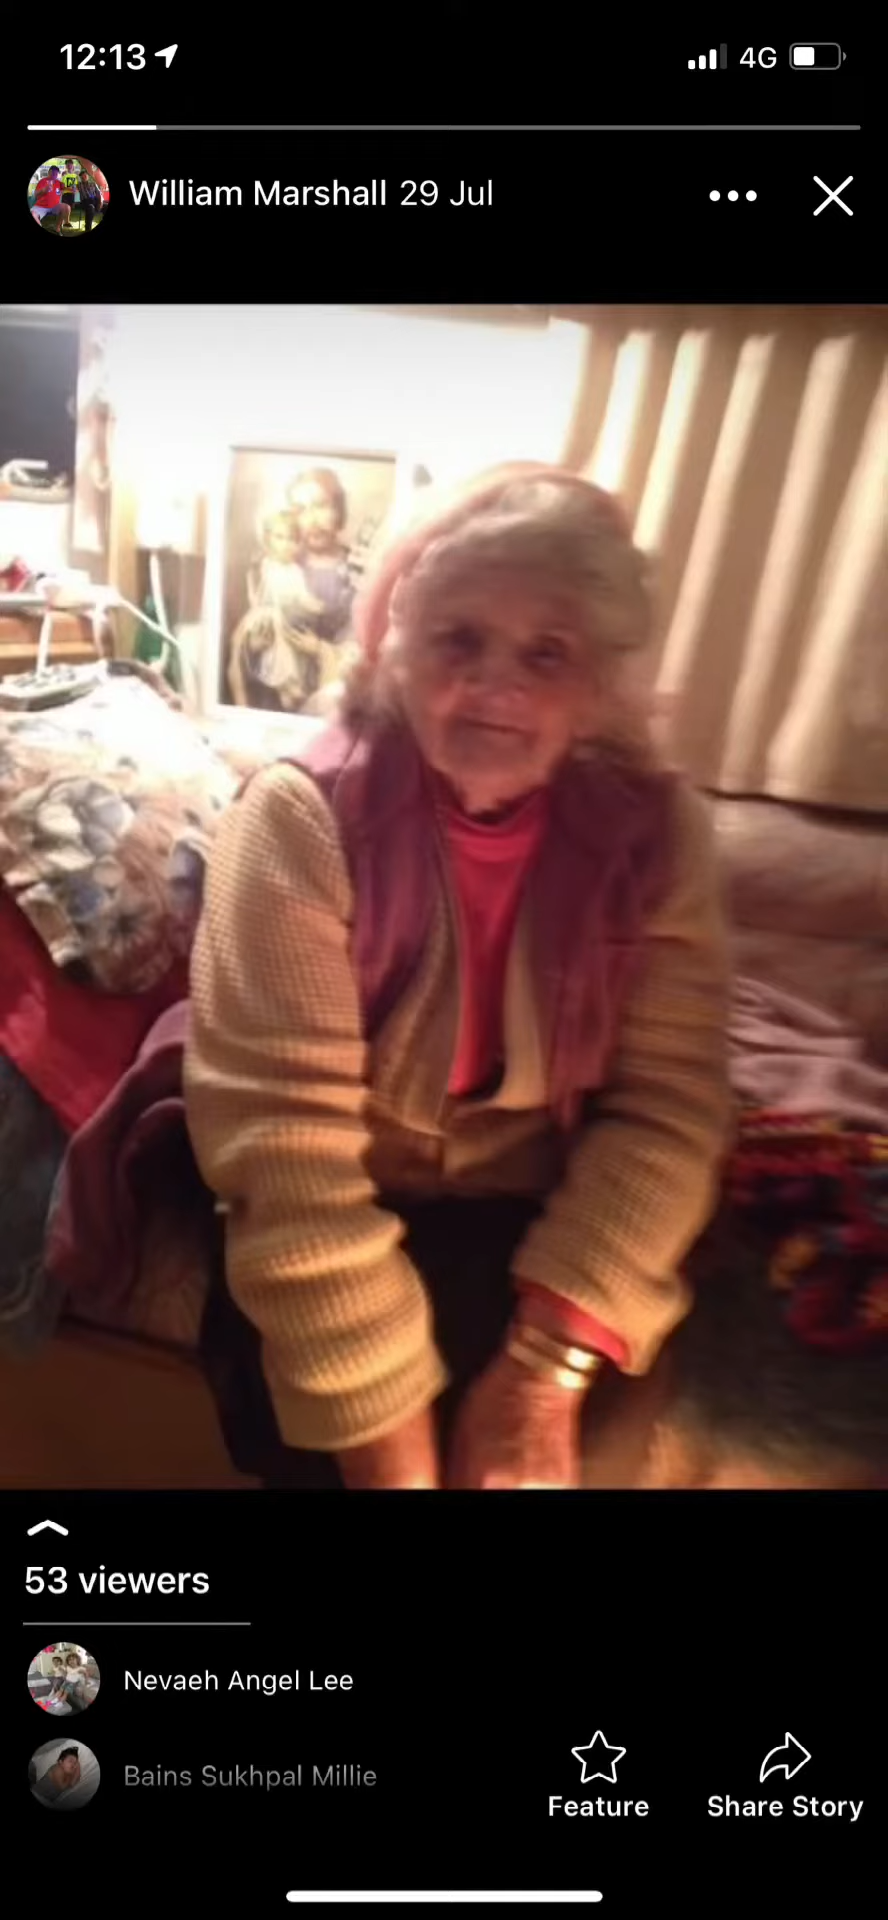 12:13
4G
William Marshall 29 Jul
53 viewers
Nevaeh Angel Lee
Bains Sukhpal Millie
Feature
Share Story